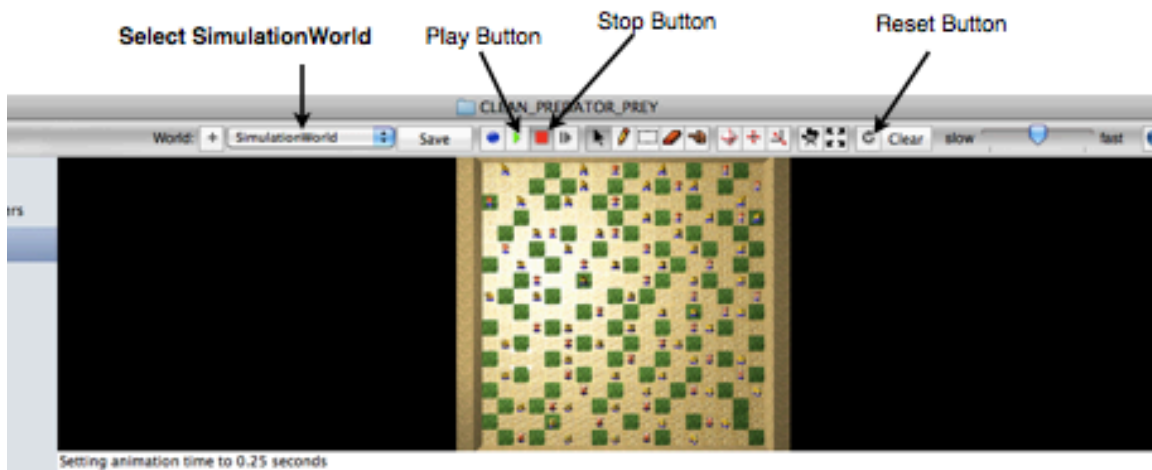 Select SimulationWorld
Play Button
Stop Button
Reset Button
CLEAN_PREDATOR_PREY
World: + SimulationWorld Save Clear slow fast
ers
Setting animation time to 0.25 seconds